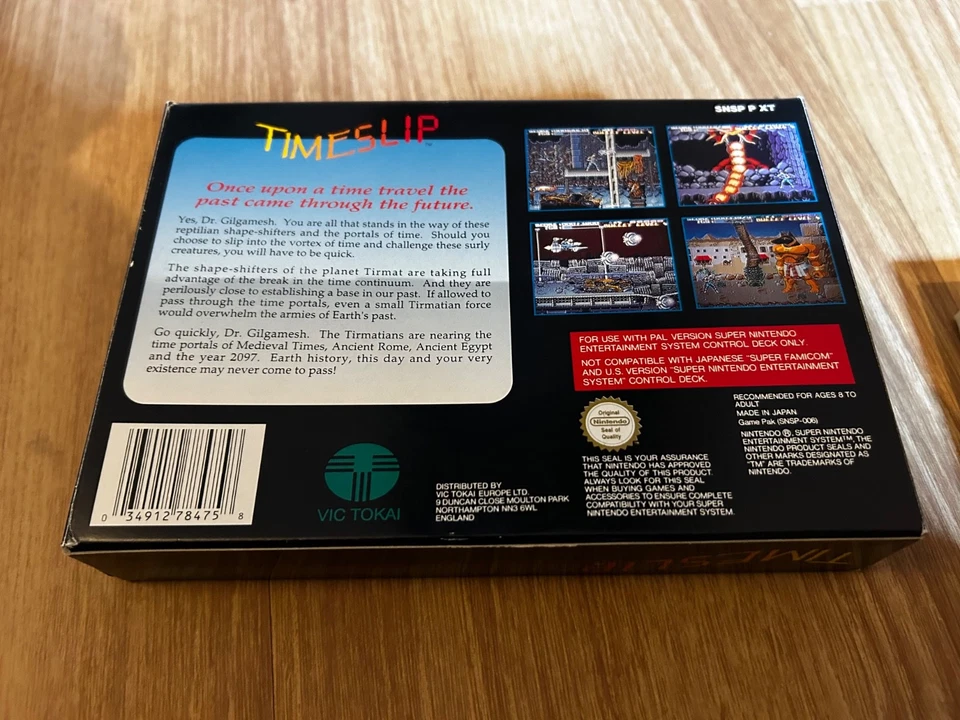 SNSP P XT
TIMESLIP™
Once upon a time travel the
past came through the future.
Yes, Dr. Gilgamesh. You are all that stands in the way of these
reptilian shape-shifters and the portals of time. Should you
choose to slip into the vortex of time and challenge these surly
creatures, you will have to be quick.
The shape-shifters of the planet Tirmat are taking full
advantage of the break in the time continuum. And they are
perilously close to establishing a base in our past. If allowed to
pass through the time portals, even a small Tirmatian force
would overwhelm the armies of Earth's past.
Go quickly, Dr. Gilgamesh. The Tirmatians are nearing the
time portals of Medieval Times, Ancient Rome, Ancient Egypt
and the year 2097. Earth history, this day and your very
existence may never come to pass!
FOR USE WITH PAL VERSION SUPER NINTENDO
ENTERTAINMENT SYSTEM CONTROL DECK ONLY.
NOT COMPATIBLE WITH JAPANESE "SUPER FAMICOM"
AND U.S. VERSION "SUPER NINTENDO ENTERTAINMENT
SYSTEM" CONTROL DECK.
0 34912 78475 8
VIC TOKAI
DISTRIBUTED BY
VIC TOKAI EUROPE LTD.
9 DUNCAN CLOSE MOULTON PARK
NORTHAMPTON NN3 6WL
ENGLAND
Original
Nintendo
Seal of
Quality
THIS SEAL IS YOUR ASSURANCE
THAT NINTENDO HAS APPROVED
THE QUALITY OF THIS PRODUCT.
ALWAYS LOOK FOR THIS SEAL
WHEN BUYING GAMES AND
ACCESSORIES TO ENSURE COMPLETE
COMPATIBILITY WITH YOUR SUPER
NINTENDO ENTERTAINMENT SYSTEM.
RECOMMENDED FOR AGES 8 TO
ADULT
MADE IN JAPAN
Game Pak (SNSP-006)
NINTENDO ®, SUPER NINTENDO
ENTERTAINMENT SYSTEM™, THE
NINTENDO PRODUCT SEALS AND
OTHER MARKS DESIGNATED AS
"TM" ARE TRADEMARKS OF
NINTENDO.
TIMESLIP